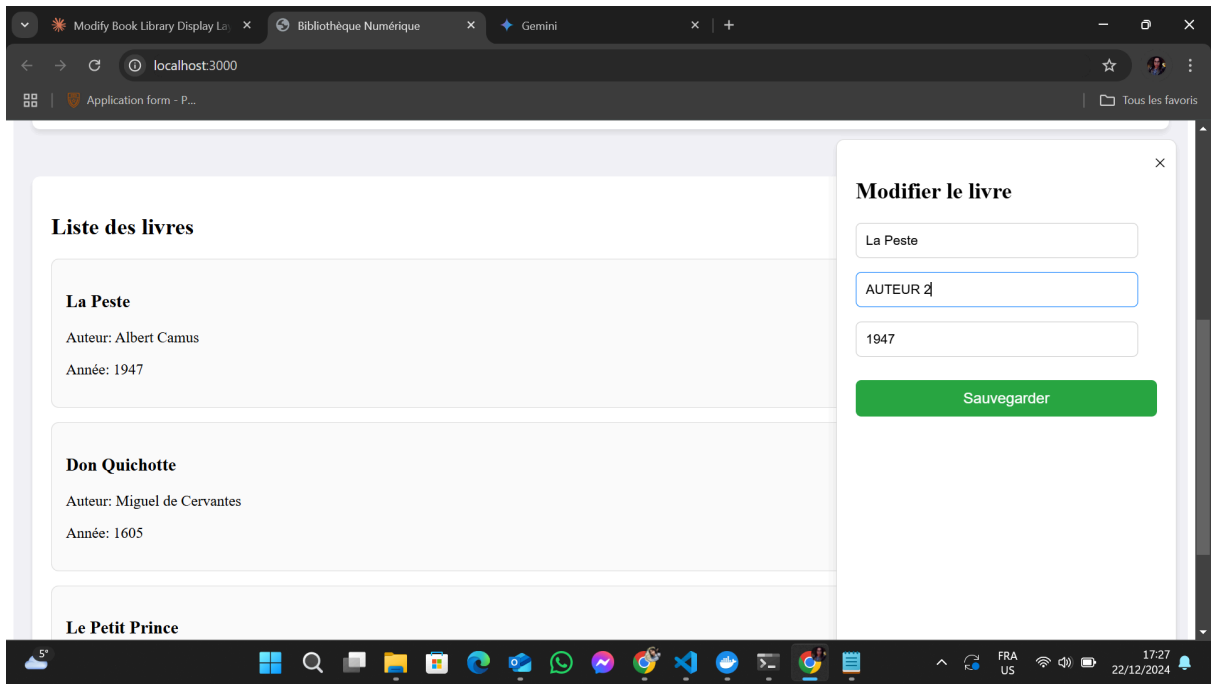 Modify Book Library Display La
Bibliothèque Numérique
Gemini
localhost:3000
Application form - P...
Tous les favoris
Modifier le livre
La Peste
AUTEUR 2
1947
Sauvegarder
Liste des livres
La Peste
Auteur: Albert Camus
Année: 1947
Don Quichotte
Auteur: Miguel de Cervantes
Année: 1605
Le Petit Prince
5°
FRA
US
17:27
22/12/2024